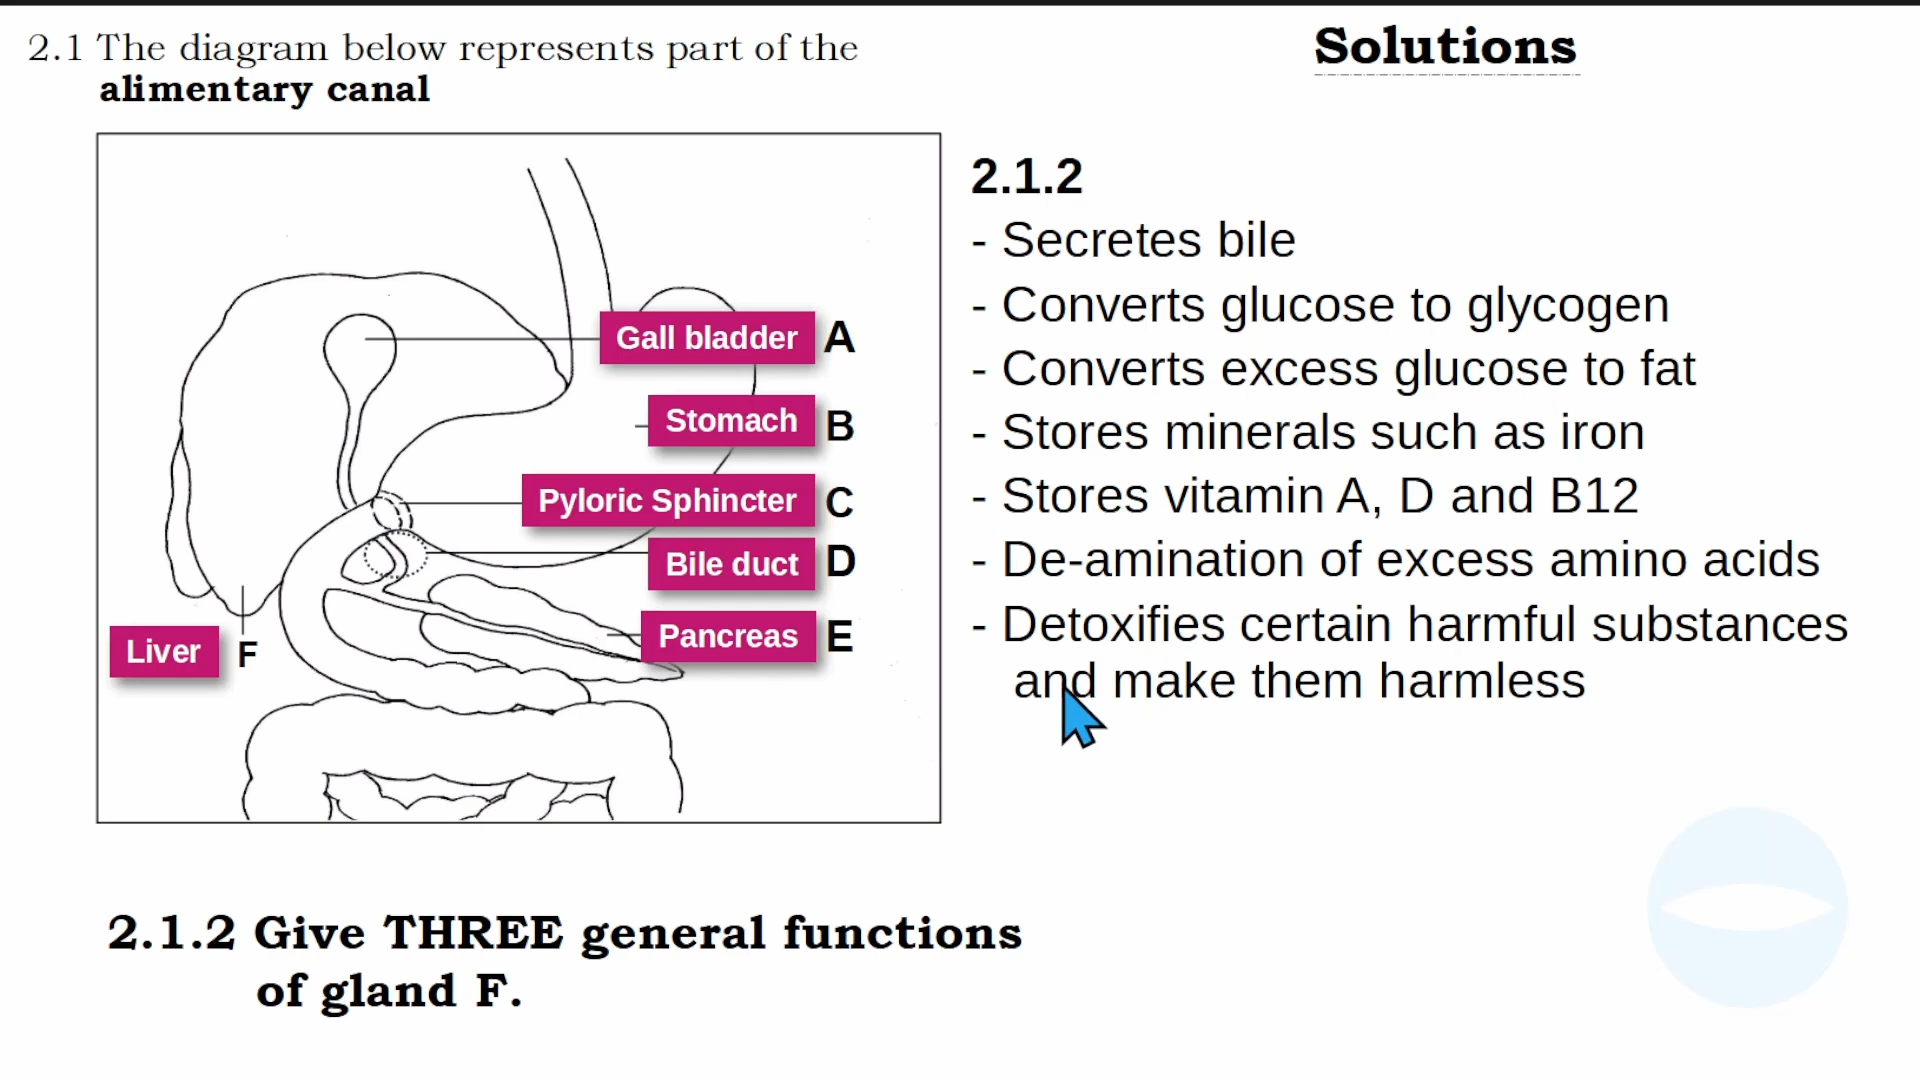 2.1 The diagram below represents part of the
alimentary canal
Gall bladder A
Stomach B
Pyloric Sphincter C
Bile duct D
Pancreas E
Liver F
2.1.2 Give THREE general functions
of gland F.
Solutions
2.1.2
- Secretes bile
- Converts glucose to glycogen
- Converts excess glucose to fat
- Stores minerals such as iron
- Stores vitamin A, D and B12
- De-amination of excess amino acids
- Detoxifies certain harmful substances
and make them harmless